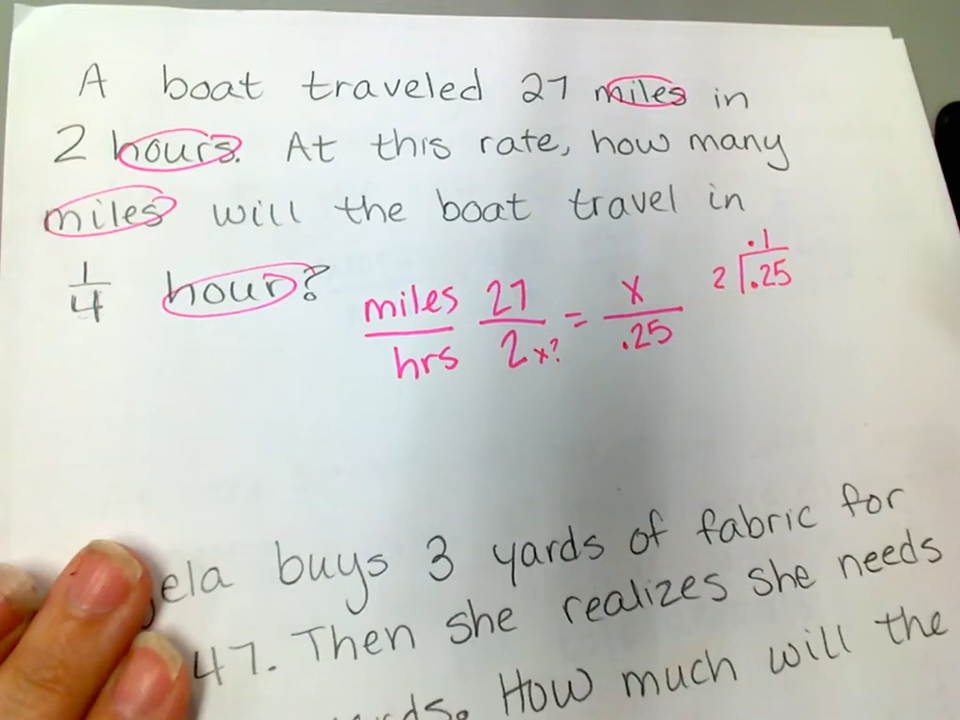 A boat traveled 27 miles in
2 hours. At this rate, how many
miles will the boat travel in
1/4 hour?
miles/hrs 27/2 x? = x/.25
.1
2 .25
buys 3 yards of fabric for
47. Then she realizes she needs
How much will the